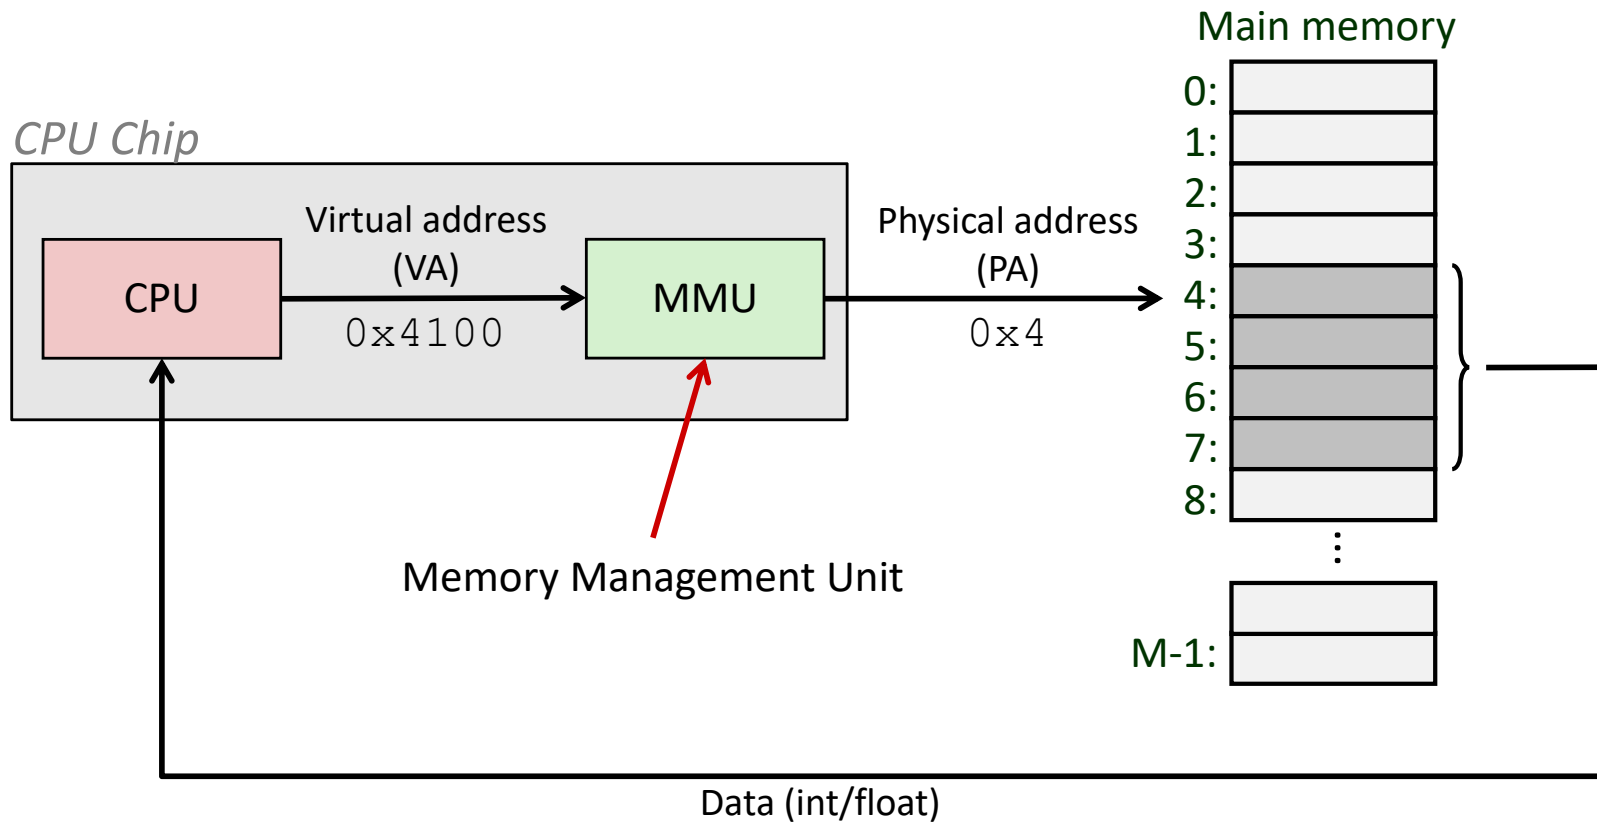 Main memory
CPU Chip
Virtual address
(VA)
0x4100
CPU
MMU
Physical address
(PA)
0x4
0:
1:
2:
3:
4:
5:
6:
7:
8:
⋮
M-1:
Memory Management Unit
Data (int/float)